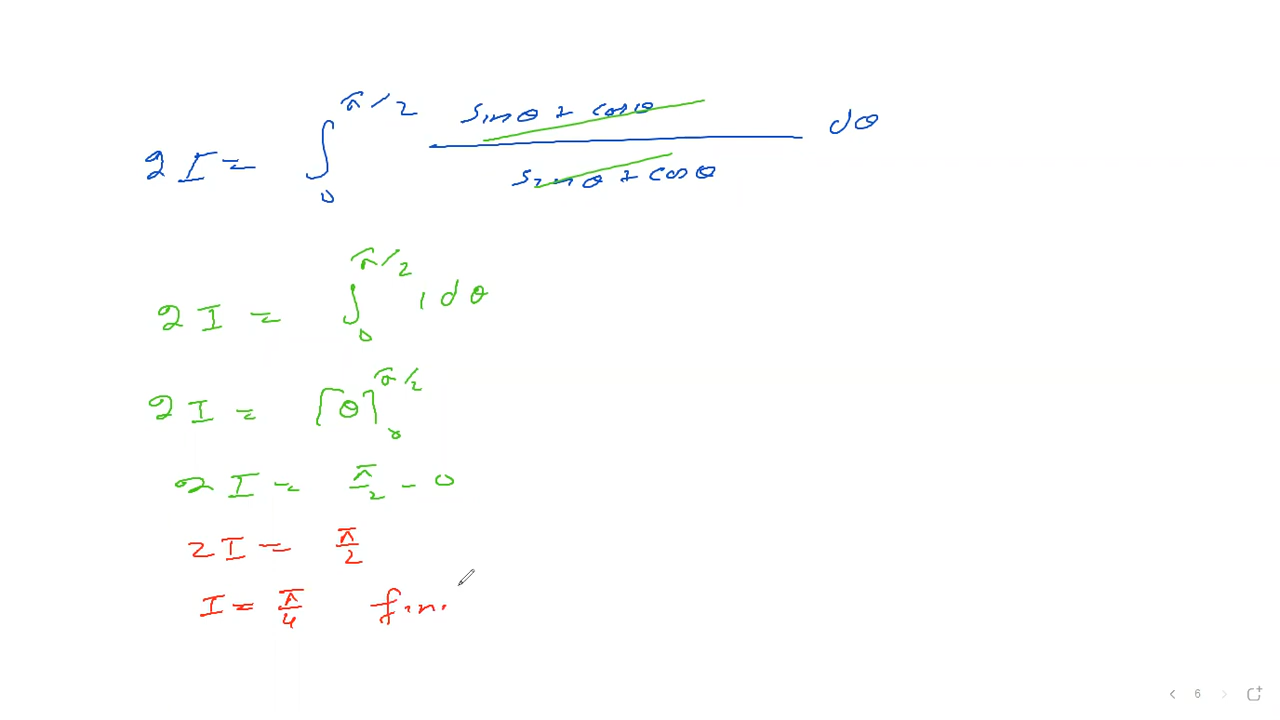 2I = ∫₀^(π/2) (sinθ + cosθ)/(sinθ + cosθ) dθ
2I = ∫₀^(π/2) 1 dθ
2I = [θ]₀^(π/2)
2I = π/2 - 0
2I = π/2
I = π/4 fin.
6